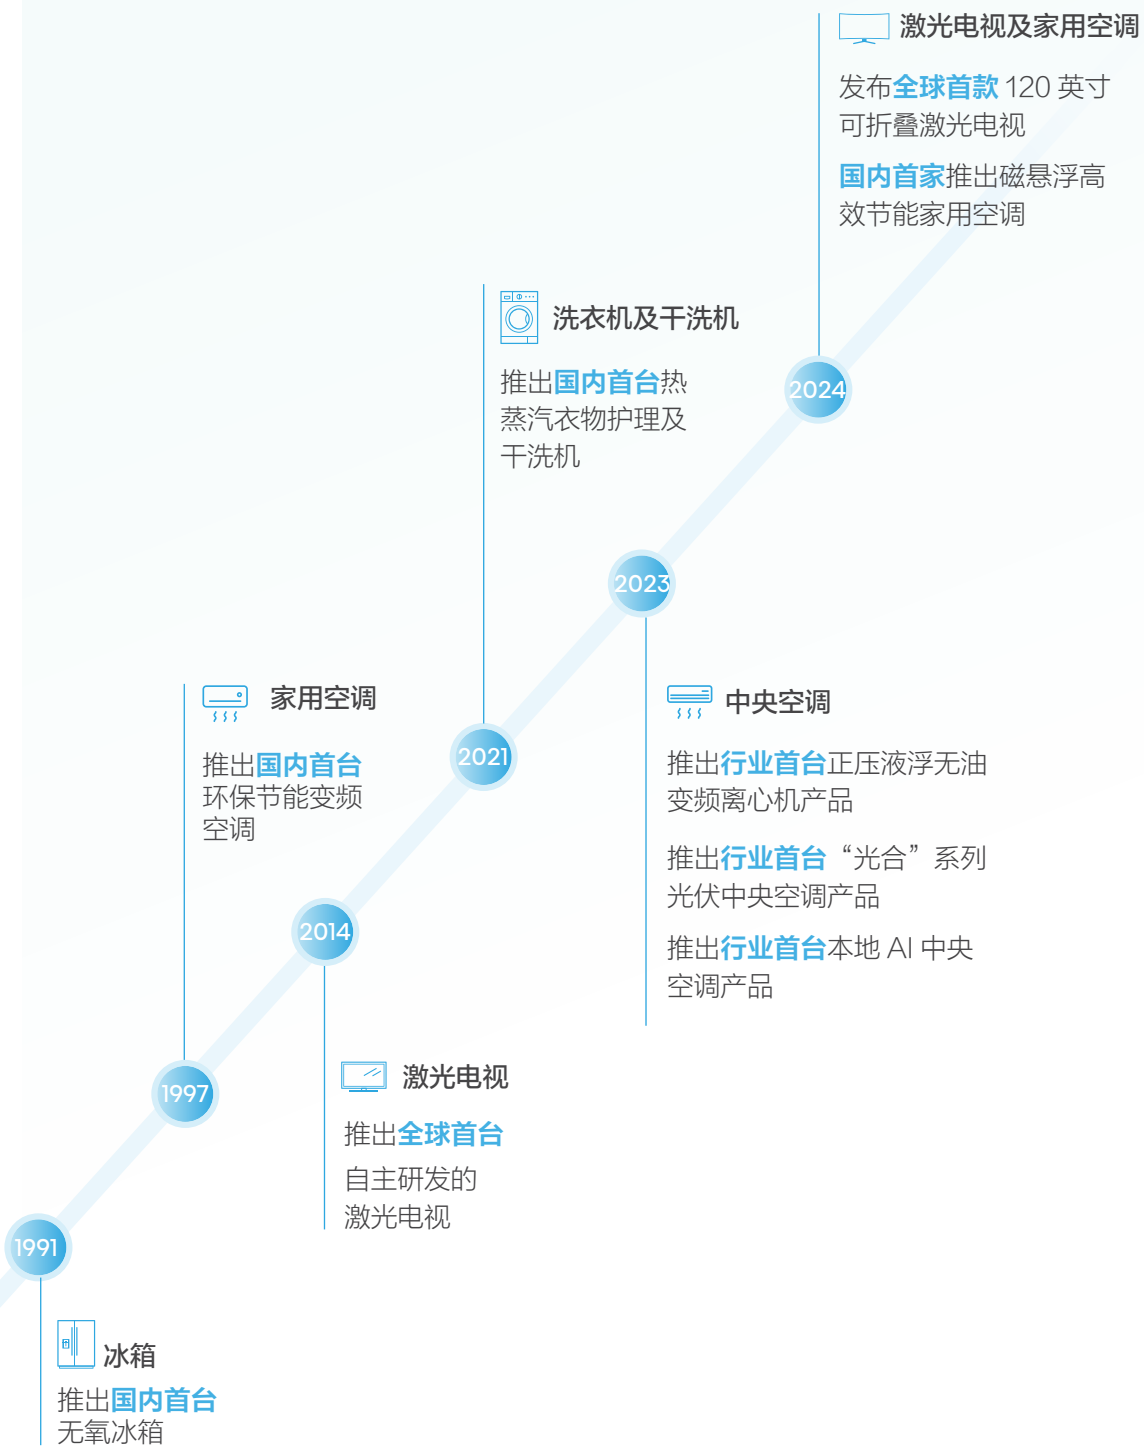 激光电视及家用空调
发布全球首款 120 英寸
可折叠激光电视
国内首家推出磁悬浮高
效节能家用空调
2024
洗衣机及干洗机
推出国内首台热
蒸汽衣物护理及
干洗机
2021
2023
中央空调
推出行业首台正压液浮无油
变频离心机产品
推出行业首台“光合”系列
光伏中央空调产品
推出行业首台本地 AI 中央
空调产品
家用空调
推出国内首台
环保节能变频
空调
1997
2014
激光电视
推出全球首台
自主研发的
激光电视
1991
冰箱
推出国内首台
无氧冰箱